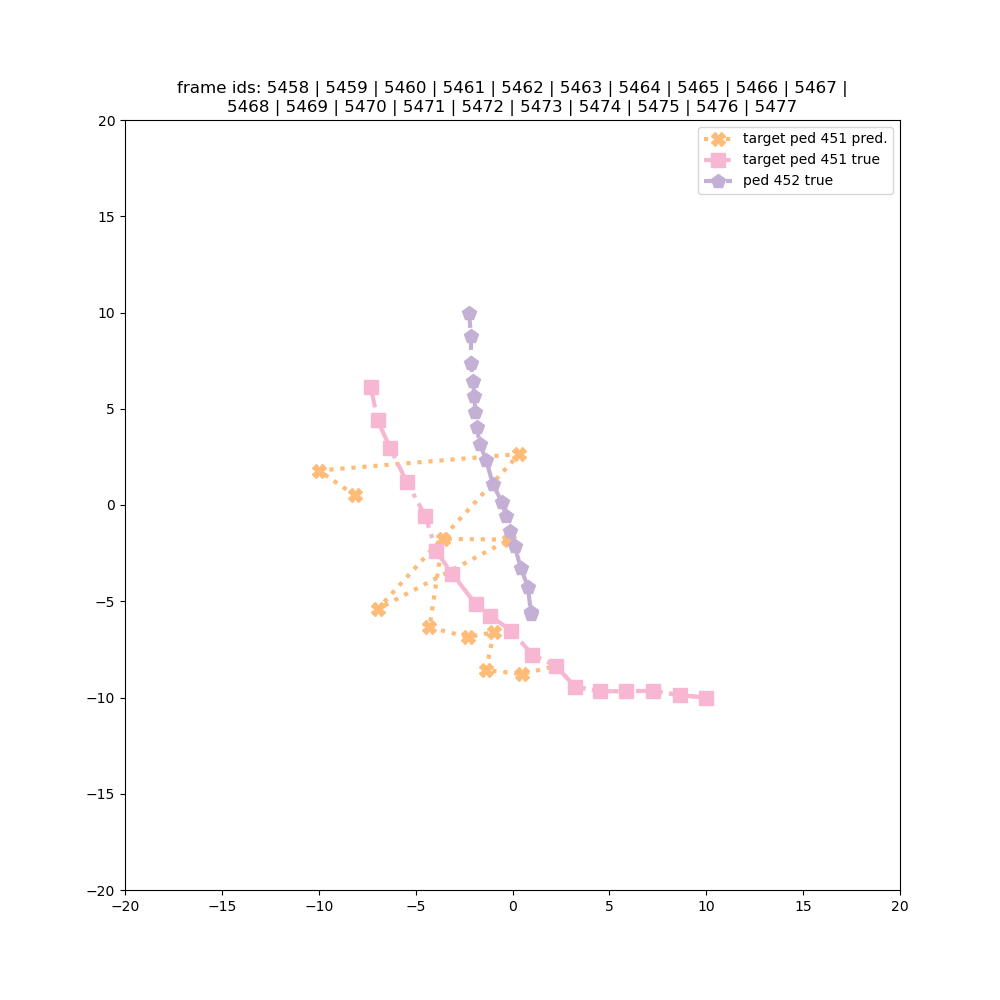 frame ids: 5458 | 5459 | 5460 | 5461 | 5462 | 5463 | 5464 | 5465 | 5466 | 5467 |
5468 | 5469 | 5470 | 5471 | 5472 | 5473 | 5474 | 5475 | 5476 | 5477
target ped 451 pred.
target ped 451 true
ped 452 true
20
15
10
5
0
−5
−10
−15
−20
−20 −15 −10 −5 0 5 10 15 20